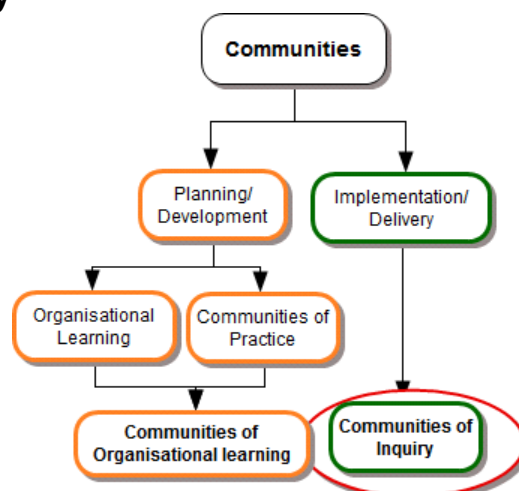 Communities
Planning/
Development
Implementation/
Delivery
Organisational
Learning
Communities of
Practice
Communities of
Organisational learning
Communities of
Inquiry